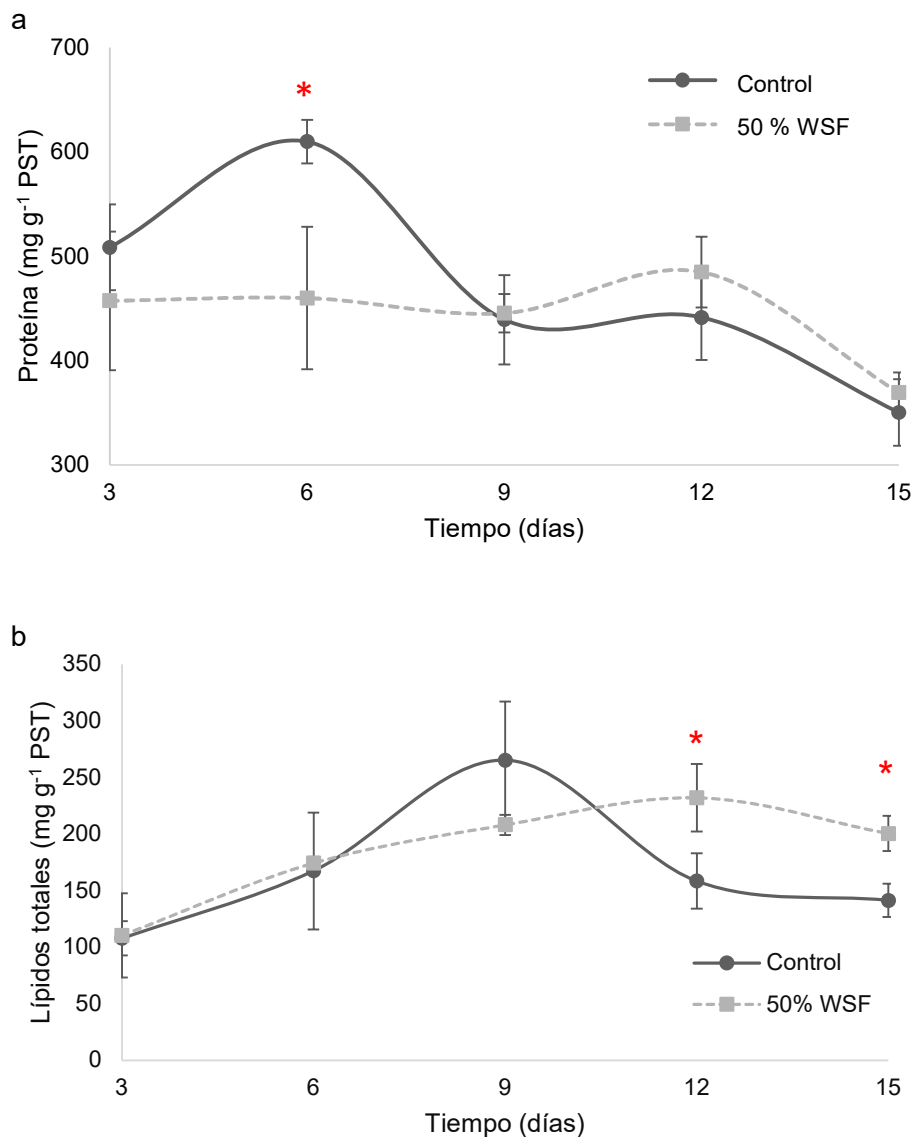 a
Proteína (mg g⁻¹ PST)
700
600
500
400
300
*
Control
50 % WSF
3 6 9 12 15
Tiempo (días)
b
Lípidos totales (mg g⁻¹ PST)
350
300
250
200
150
100
50
0
* *
Control
50% WSF
3 6 9 12 15
Tiempo (días)